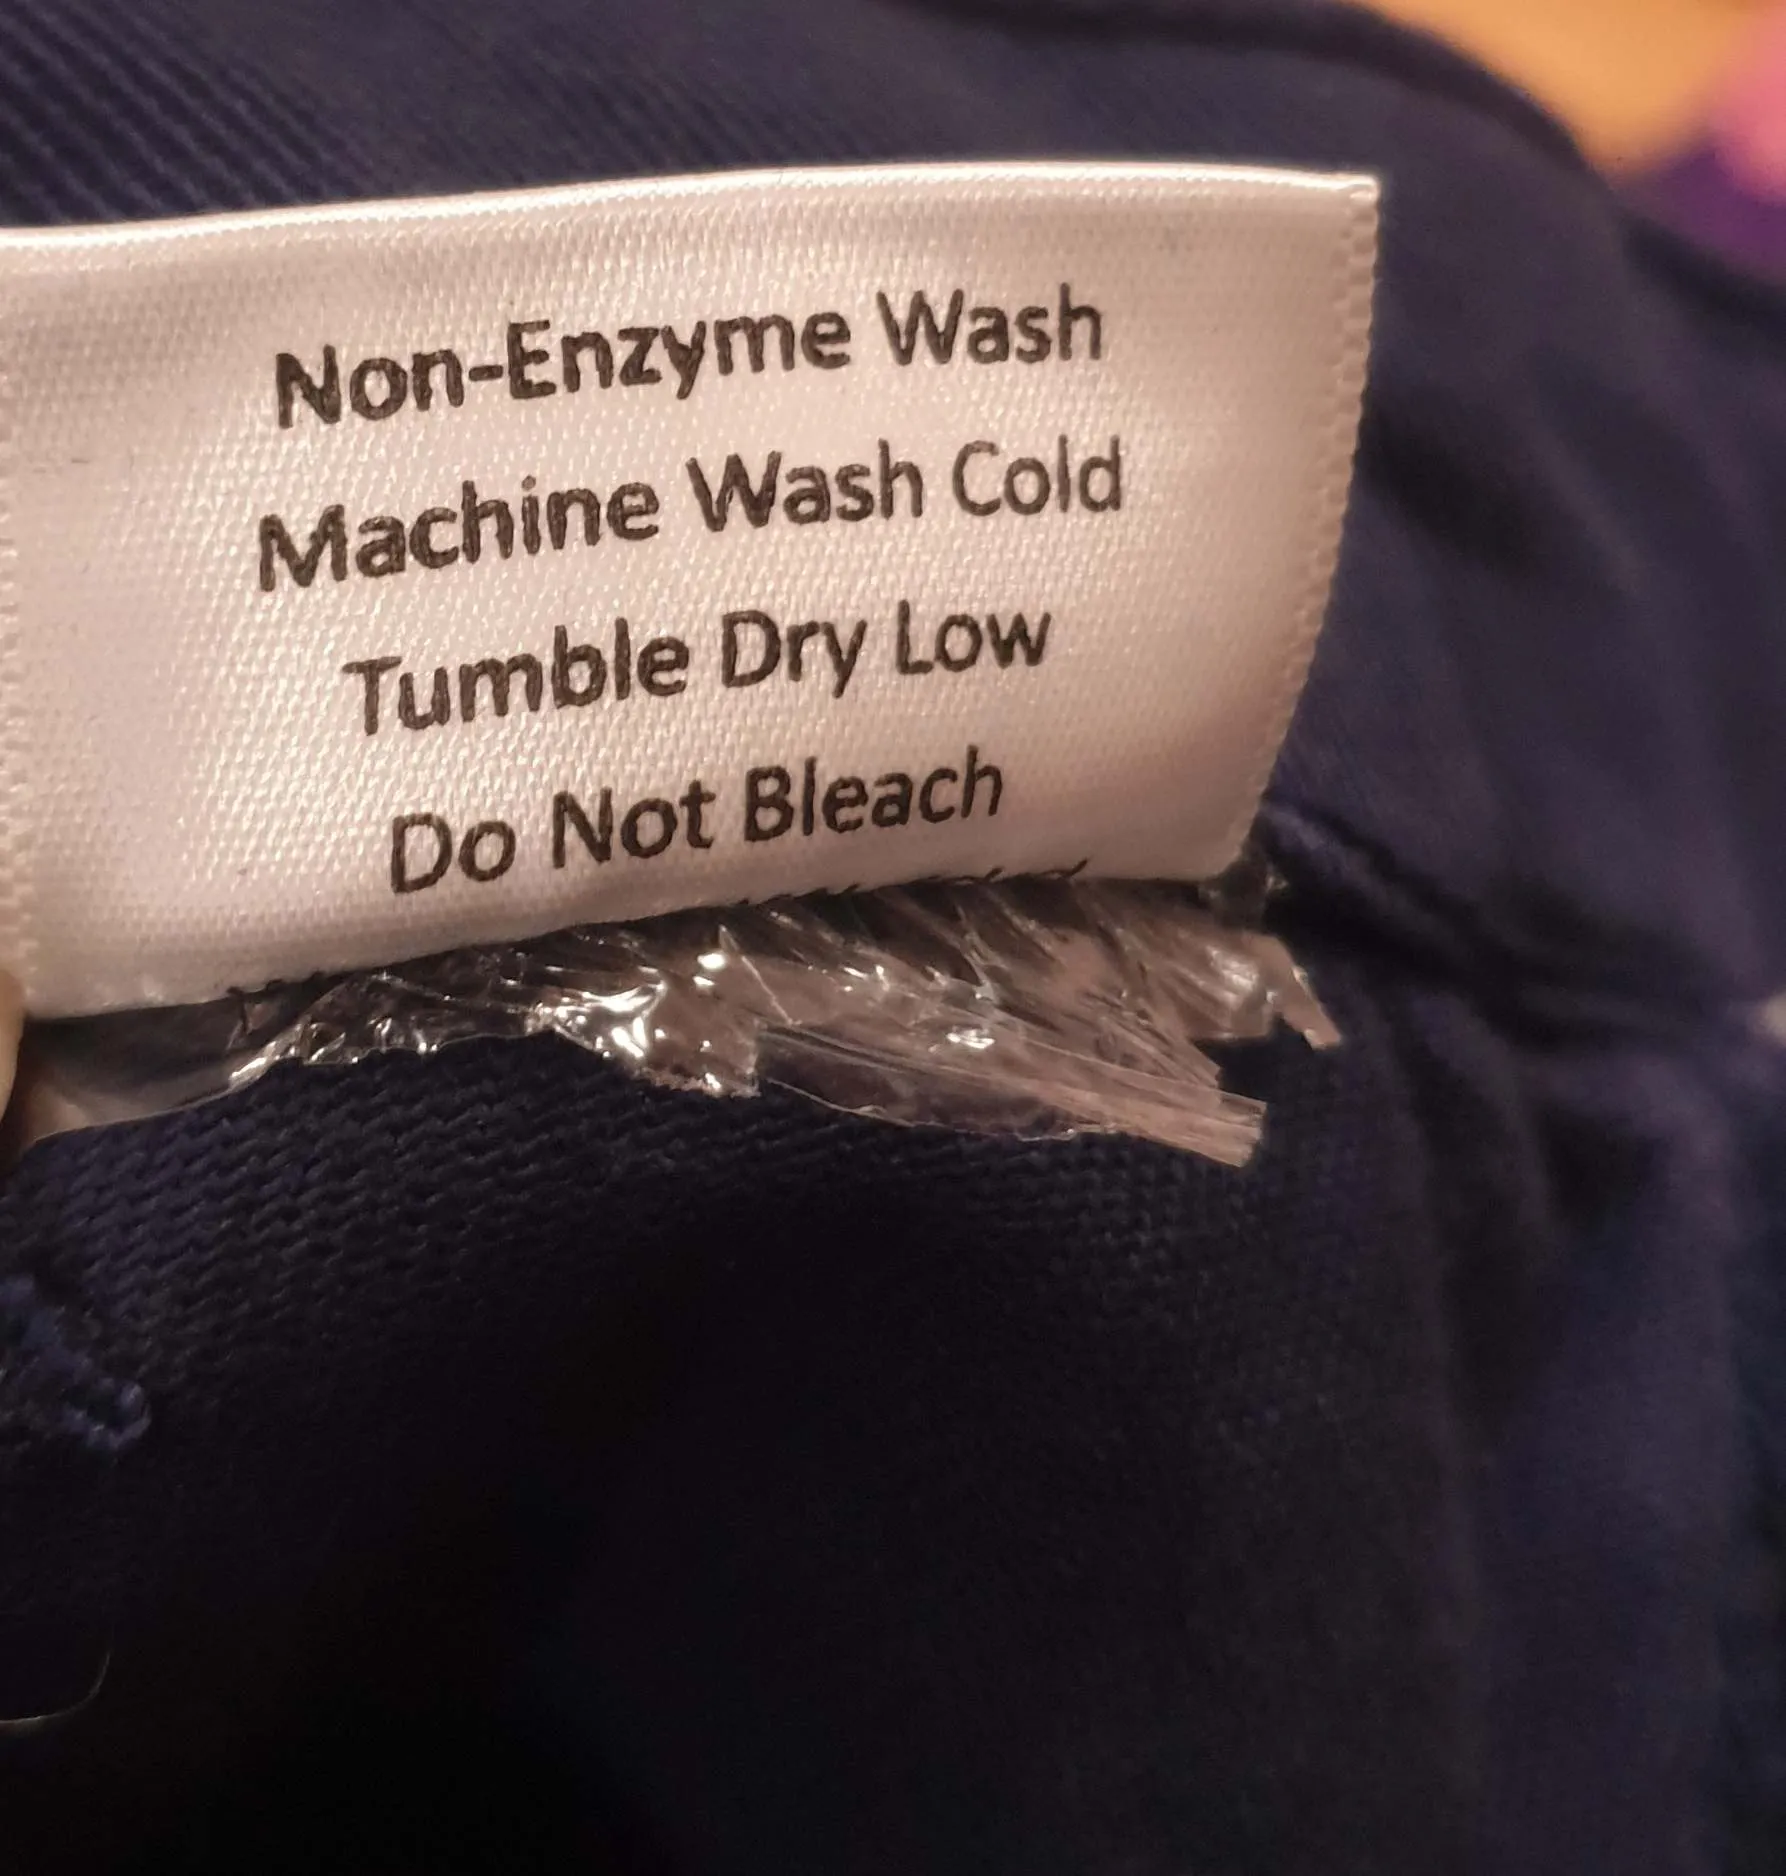 Non-Enzyme Wash
Machine Wash Cold
Tumble Dry Low
Do Not Bleach